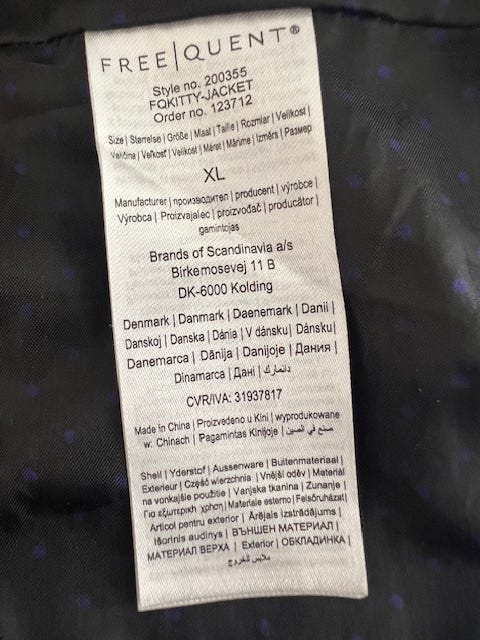 FREE|QUENT®
Style no. 200355
FQKITTY-JACKET
Order no. 123712
Size | Størrelse | Größe | Maat | Taille | Rozmiar | Velikost |
Veličina | Veľkosť | Velikost | Méret | Mărime | Izmērs | Размер
XL
Manufacturer | производител | producent | výrobce |
Výrobca | Proizvajalec | proizvođač | producător |
gamintojas
Brands of Scandinavia a/s
Birkemosevej 11 B
DK-6000 Kolding
Denmark | Danmark | Daenemark | Danii |
Danskoj | Danska | Dánia | V dánsku | Dánsku |
Danemarca | Dānija | Danijoje | Дания |
Dinamarca | Дані | دانمارك
CVR/IVA: 31937817
Made in China | Proizvedeno u Kini | wyprodukowane
w: Chinach | Pagamintas Kinijoje | صنع في الصين
Shell | Yderstof | Aussenware | Buitenmateriaal |
Exterieur | Część wierzchnia | Vnější oděv | Materiál
na vonkajšie použitie | Vanjska tkanina | Zunanje |
Για εξωτερική χρήση | Materiale esterno | Felsőruházat |
Articol pentru exterior | Ārējais izstrādājums |
Išorinis audinys | ВЪНШЕН МАТЕРИАЛ |
МАТЕРИАЛ ВЕРХА | Exterior | ОБКЛАДИНКА |
ملابس للخروج